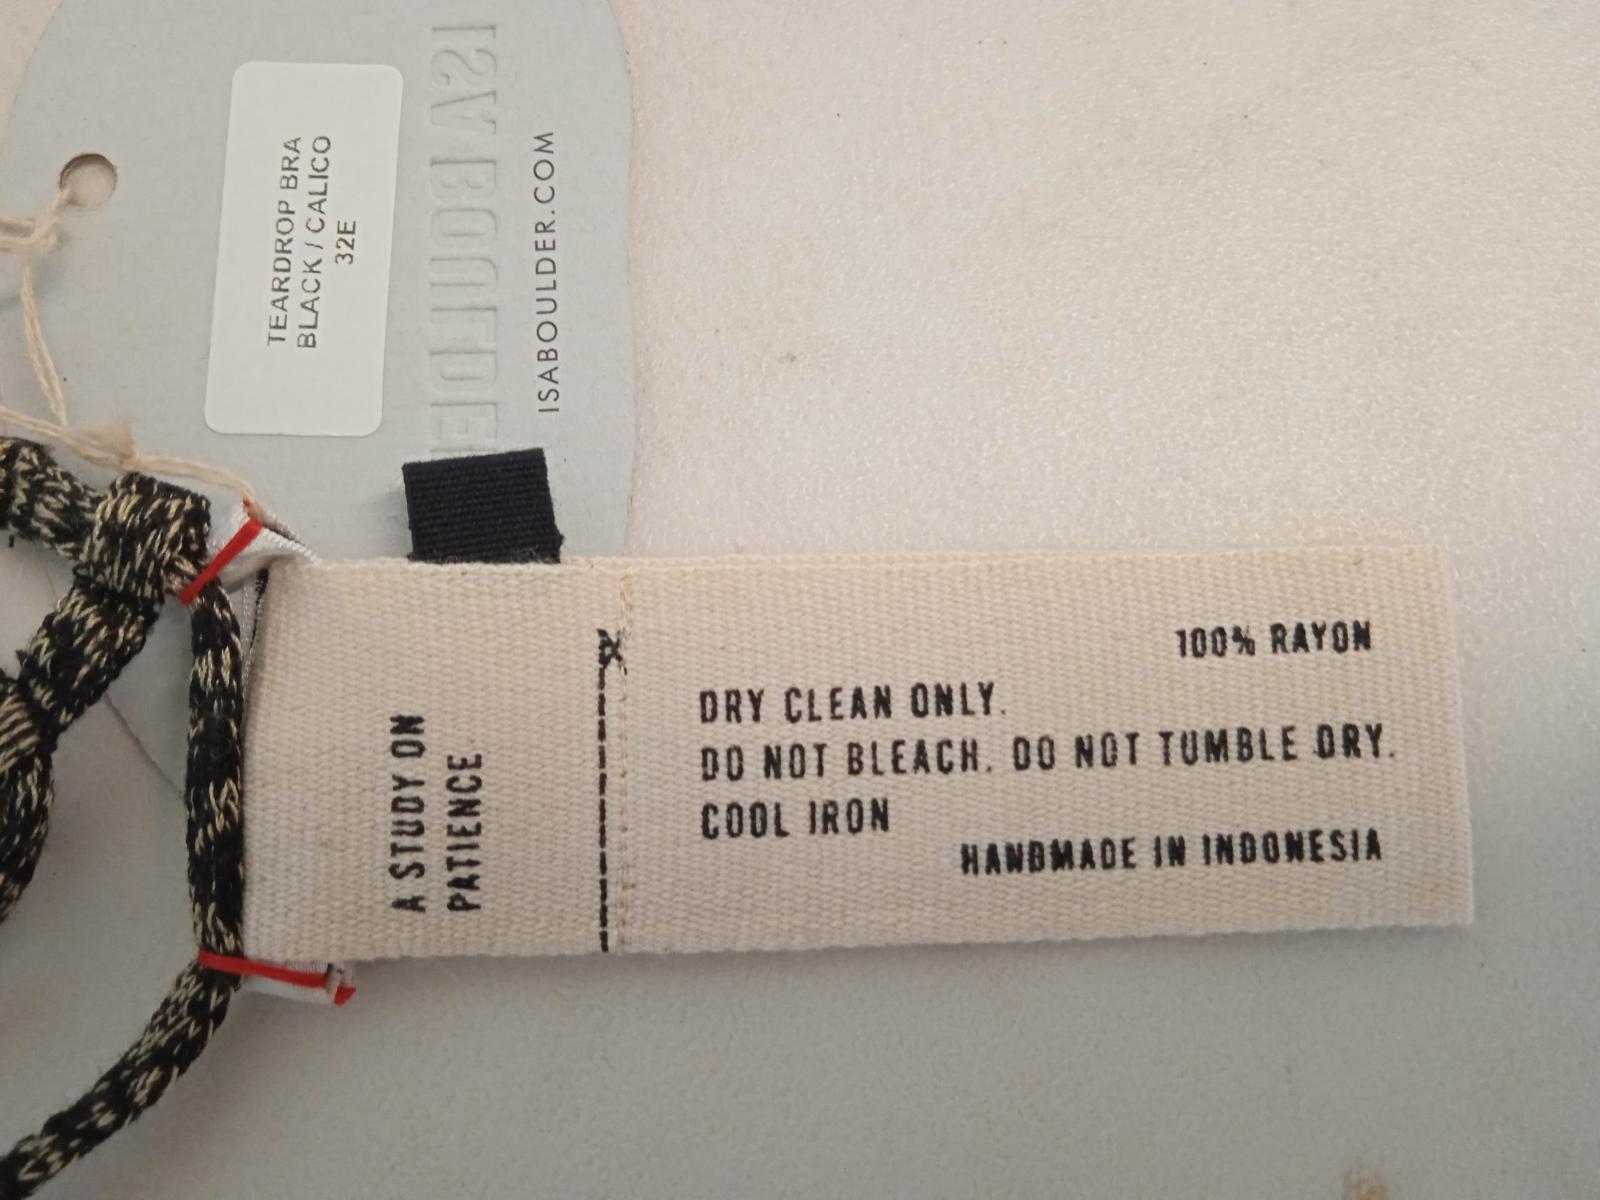 TEARDROP BRA
BLACK / CALICO
32E
ISA BOULDE
ISABOULDER.COM
A STUDY ON
PATIENCE
100% RAYON
DRY CLEAN ONLY.
DO NOT BLEACH. DO NOT TUMBLE DRY.
COOL IRON
HANDMADE IN INDONESIA